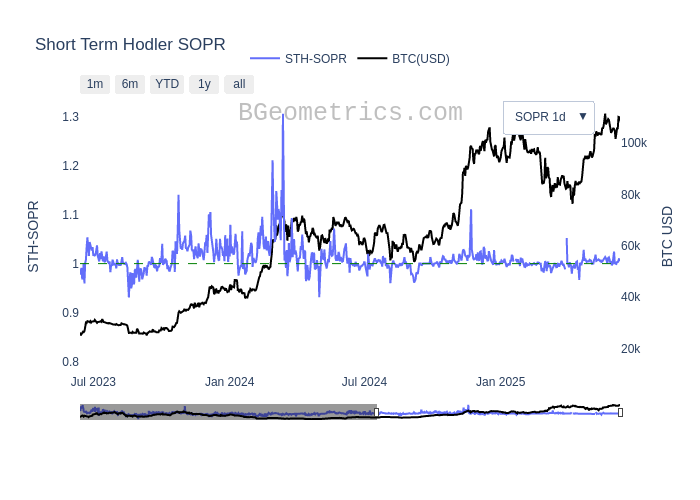 Short Term Hodler SOPR
STH-SOPR
BTC(USD)
1m
6m
YTD
1y
all
BGeometrics.com
SOPR 1d ▼
1.3
1.2
1.1
1
0.9
0.8
STH-SOPR
100k
80k
60k
40k
20k
BTC USD
Jul 2023
Jan 2024
Jul 2024
Jan 2025